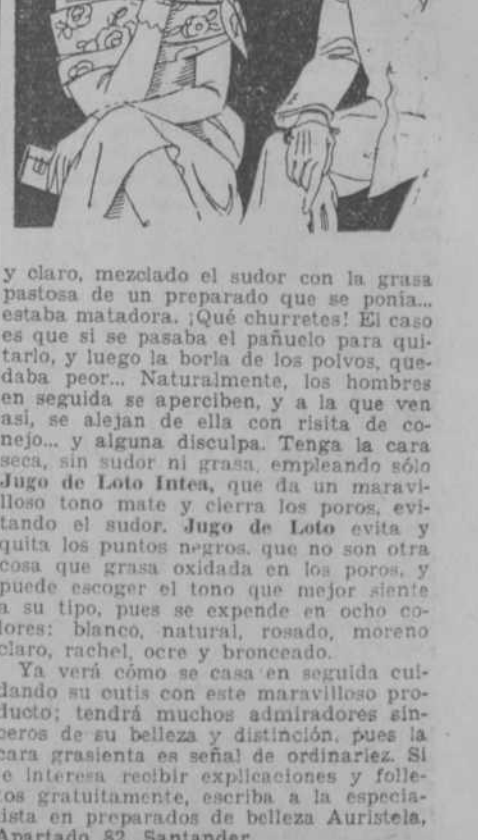 y claro, mezclado el sudor con la grasa
pastosa de un preparado que se ponía...
estaba matadora. ¡Qué churretes! El caso
es que si se pasaba el pañuelo para qui-
tarlo, y luego la borla de los polvos, que-
daba peor... Naturalmente, los hombres
en seguida se aperciben, y a la que ven
asi, se alejan de ella con risita de co-
nejo... y alguna disculpa. Tenga la cara
seca, sin sudor ni grasa, empleando sólo
Jugo de Loto Intea, que da un maravi-
lloso tono mate y cierra los poros, evi-
tando el sudor. Jugo de Loto evita y
quita los puntos negros, que no son otra
cosa que grasa oxidada en los poros, y
puede escoger el tono que mejor siente
a su tipo, pues se expende en ocho co-
lores: blanco, natural, rosado, moreno
claro, rachel, ocre y bronceado.
Ya verá cómo se casa en seguida cui-
dando su cutis con este maravilloso pro-
ducto; tendrá muchos admiradores sin-
ceros de su belleza y distinción, pues la
cara grasienta es señal de ordinariez. Si
e interesa recibir explicaciones y folle-
tos gratuitamente, escriba a la especia-
lista en preparados de belleza Auristela,
Apartado 82, Santander.